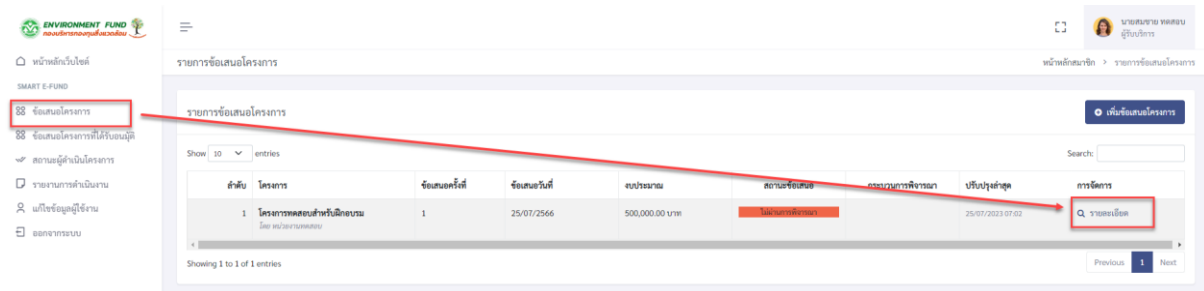 ENVIRONMENT FUND
กองบริหารกองทุนสิ่งแวดล้อม
นายสมชาย ทดสอบ
ผู้รับบริการ
หน้าหลักเว็บไซต์
รายการข้อเสนอโครงการ
หน้าหลักสมาชิก > รายการข้อเสนอโครงการ
SMART E-FUND
ข้อเสนอโครงการ
ข้อเสนอโครงการที่ได้รับอนุมัติ
สถานะผู้ดำเนินโครงการ
รายงานการดำเนินงาน
แก้ไขข้อมูลผู้ใช้งาน
ออกจากระบบ
รายการข้อเสนอโครงการ
เพิ่มข้อเสนอโครงการ
Show 10 entries
Search:
ลำดับ โครงการ ข้อเสนอครั้งที่ ข้อเสนอวันที่ งบประมาณ สถานะข้อเสนอ กระบวนการพิจารณา ปรับปรุงล่าสุด การจัดการ
1 โครงการทดสอบสำหรับฝึกอบรม 1 25/07/2566 500,000.00 บาท ไม่ผ่านการพิจารณา 25/07/2023 07:02 รายละเอียด
โดย หน่วยงานทดสอบ
Showing 1 to 1 of 1 entries
Previous 1 Next